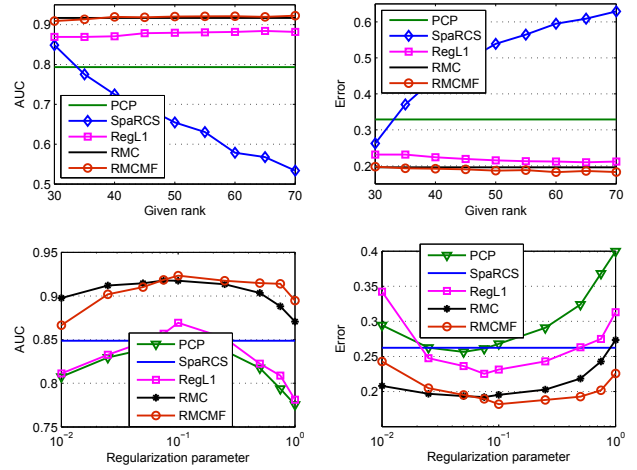 0.9
0.8
0.7
0.6
0.5
AUC
PCP
SpaRCS
RegL1
RMC
RMCMF
30 40 50 60 70
Given rank
0.6
0.5
0.4
0.3
0.2
Error
PCP
SpaRCS
RegL1
RMC
RMCMF
30 40 50 60 70
Given rank
0.95
0.9
0.85
0.8
0.75
AUC
PCP
SpaRCS
RegL1
RMC
RMCMF
10^-2 10^-1 10^0
Regularization parameter
0.4
0.35
0.3
0.25
0.2
Error
PCP
SpaRCS
RegL1
RMC
RMCMF
10^-2 10^-1 10^0
Regularization parameter